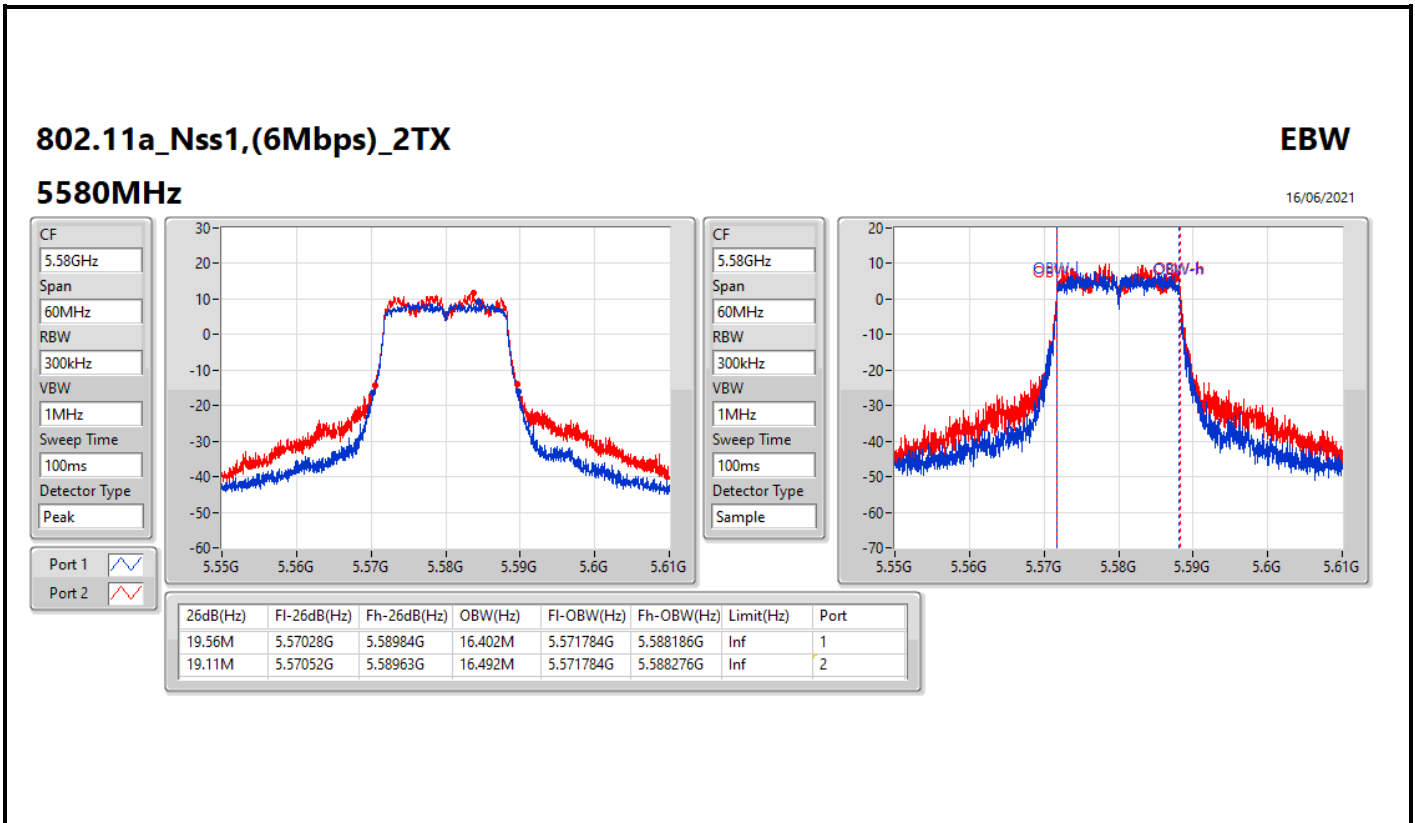 802.11a_Nss1,(6Mbps)_2TX
EBW
5580MHz
16/06/2021
CF
5.58GHz
Span
60MHz
RBW
300kHz
VBW
1MHz
Sweep Time
100ms
Detector Type
Peak
Port 1
Port 2
30
20
10
0
-10
-20
-30
-40
-50
-60
5.55G 5.56G 5.57G 5.58G 5.59G 5.6G 5.61G
CF
5.58GHz
Span
60MHz
RBW
300kHz
VBW
1MHz
Sweep Time
100ms
Detector Type
Sample
20
10
0
-10
-20
-30
-40
-50
-60
-70
OBW-l OBW-h
5.55G 5.56G 5.57G 5.58G 5.59G 5.6G 5.61G
26dB(Hz) Fl-26dB(Hz) Fh-26dB(Hz) OBW(Hz) Fl-OBW(Hz) Fh-OBW(Hz) Limit(Hz) Port
19.56M 5.57028G 5.58984G 16.402M 5.571784G 5.588186G Inf 1
19.11M 5.57052G 5.58963G 16.492M 5.571784G 5.588276G Inf 2